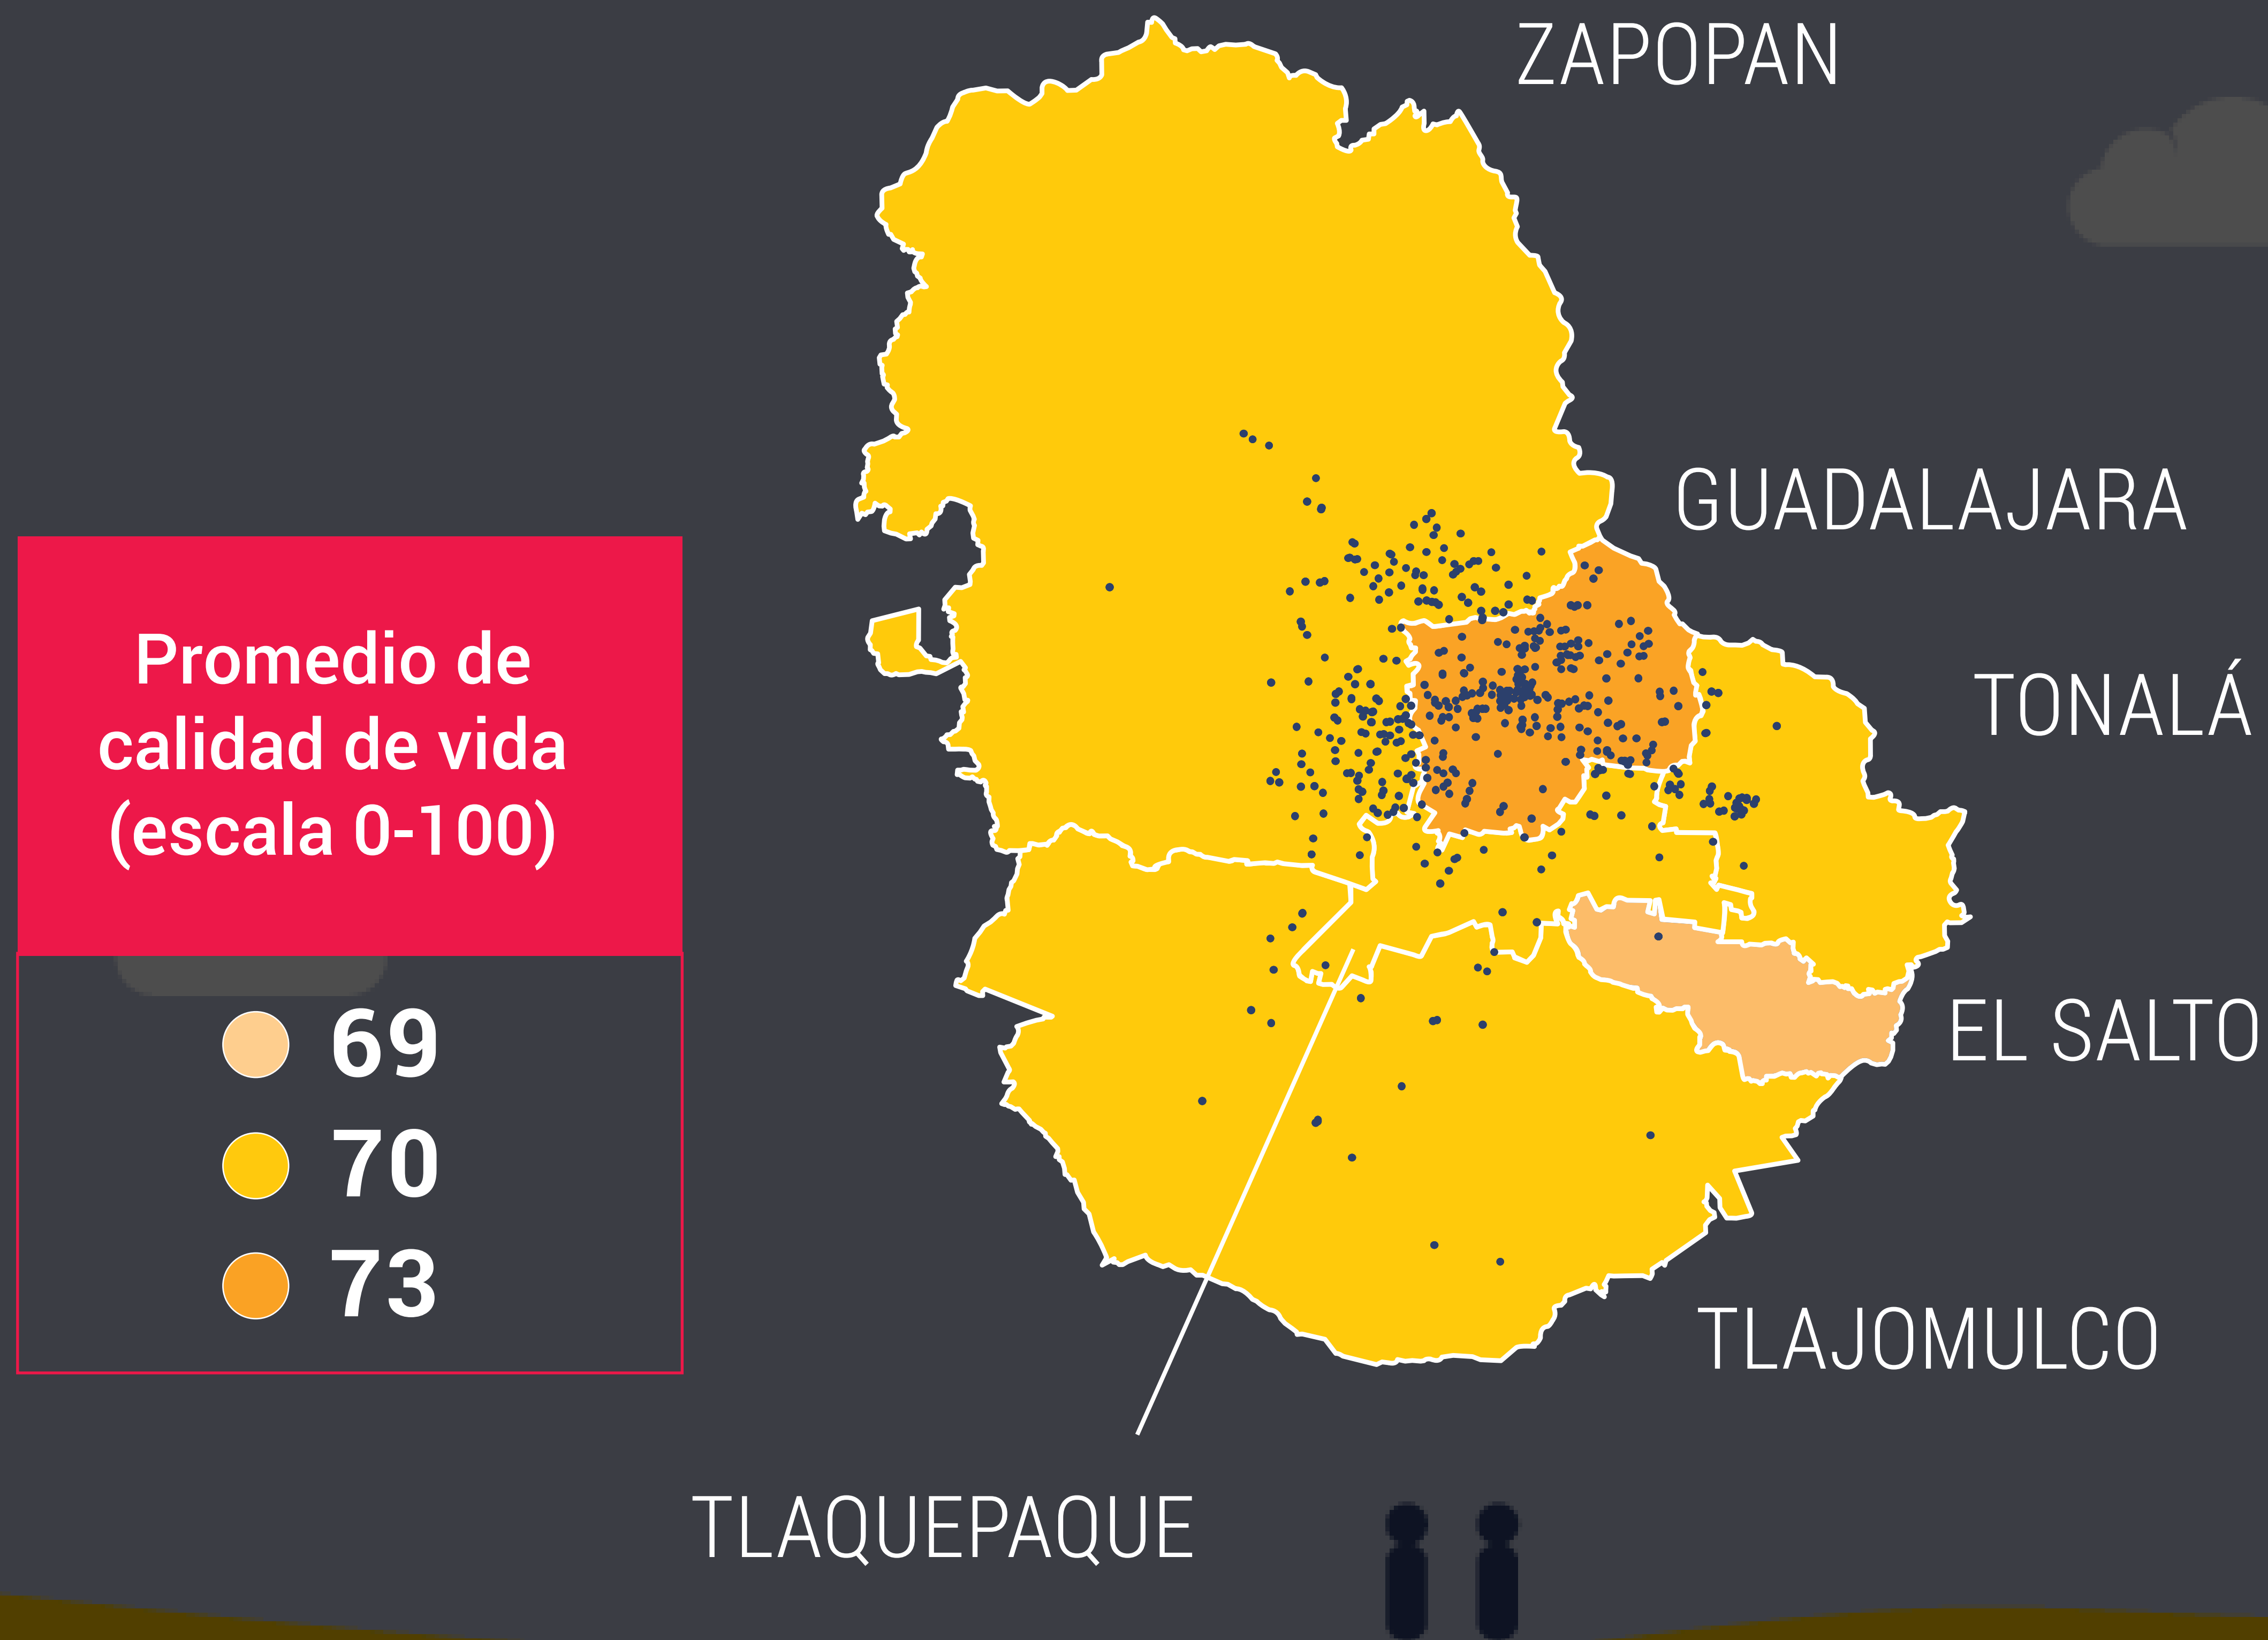 ZAPOPAN
GUADALAJARA
Promedio de
calidad de vida
(escala 0-100)
TONALÁ
69
70
73
EL SALTO
TLAJOMULCO
TLAQUEPAQUE